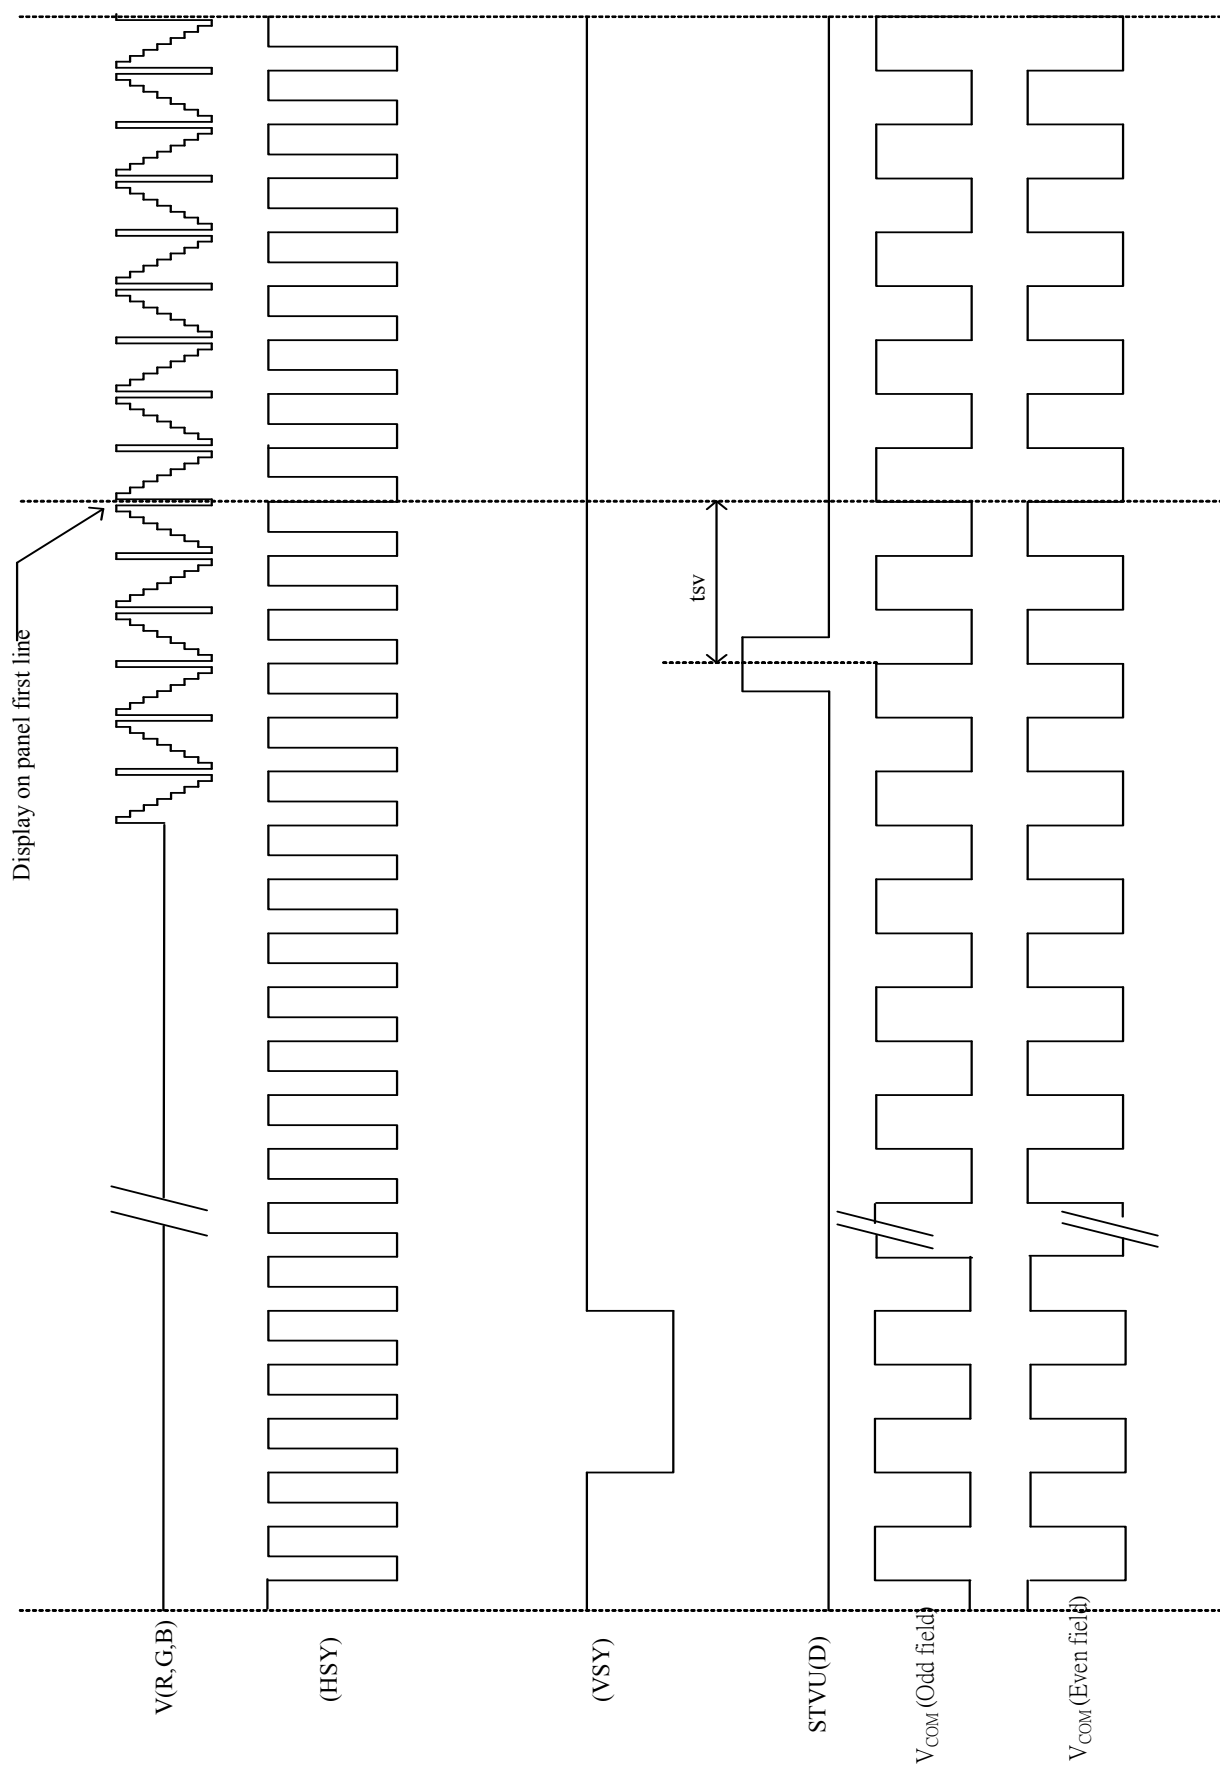 Display on panel first line
tsv
V(R,G,B)
(HSY)
(VSY)
STVU(D)
VCOM (Odd field)
VCOM (Even field)